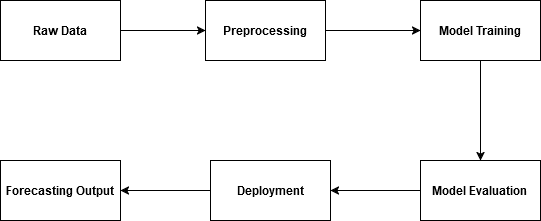 Raw Data
Preprocessing
Model Training
Model Evaluation
Deployment
Forecasting Output